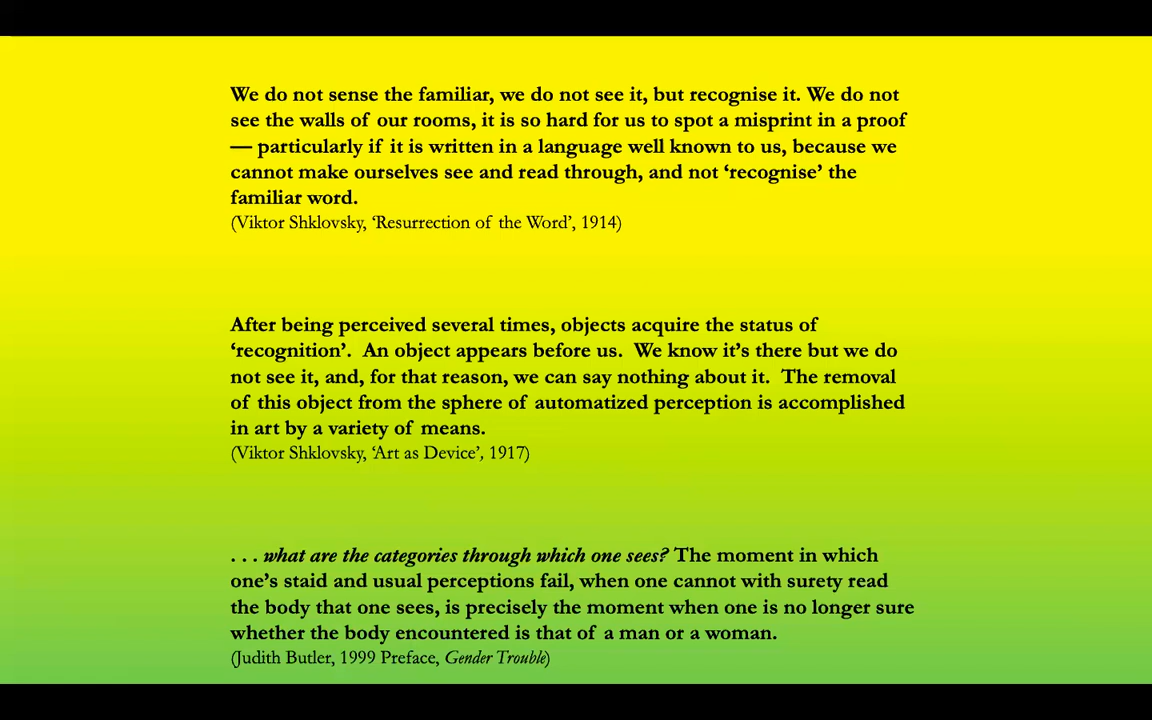 We do not sense the familiar, we do not see it, but recognise it. We do not
see the walls of our rooms, it is so hard for us to spot a misprint in a proof
— particularly if it is written in a language well known to us, because we
cannot make ourselves see and read through, and not ‘recognise’ the
familiar word.
(Viktor Shklovsky, ‘Resurrection of the Word’, 1914)
After being perceived several times, objects acquire the status of
‘recognition’.  An object appears before us.  We know it’s there but we do
not see it, and, for that reason, we can say nothing about it.  The removal
of this object from the sphere of automatized perception is accomplished
in art by a variety of means.
(Viktor Shklovsky, ‘Art as Device’, 1917)
. . . what are the categories through which one sees? The moment in which
one’s staid and usual perceptions fail, when one cannot with surety read
the body that one sees, is precisely the moment when one is no longer sure
whether the body encountered is that of a man or a woman.
(Judith Butler, 1999 Preface, Gender Trouble)